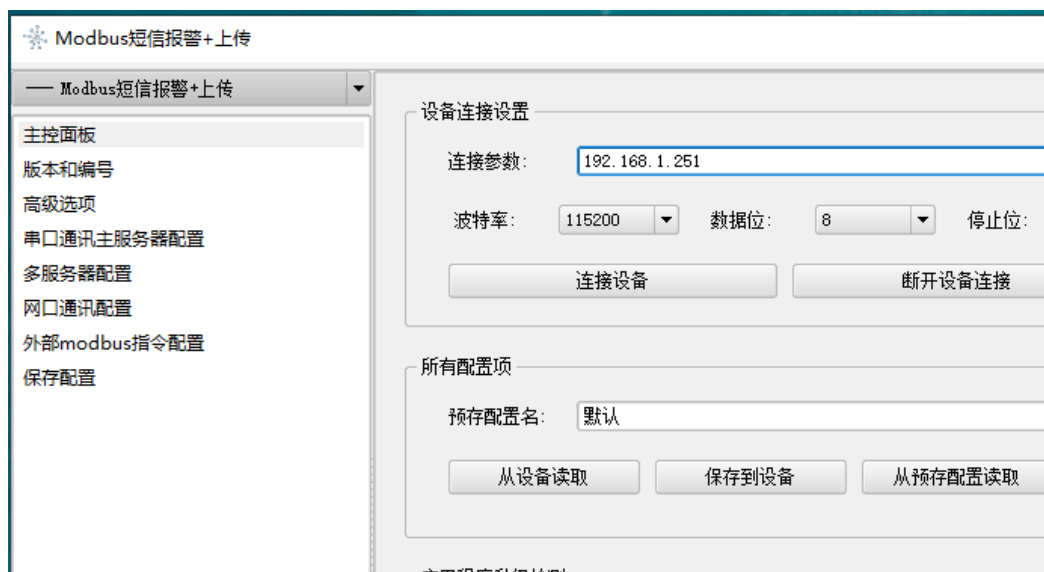 Modbus短信报警+上传
Modbus短信报警+上传
主控面板
版本和编号
高级选项
串口通讯主服务器配置
多服务器配置
网口通讯配置
外部modbus指令配置
保存配置
设备连接设置
连接参数: 192.168.1.251
波特率: 115200 数据位: 8 停止位:
连接设备 断开设备连接
所有配置项
预存配置名: 默认
从设备读取 保存到设备 从预存配置读取